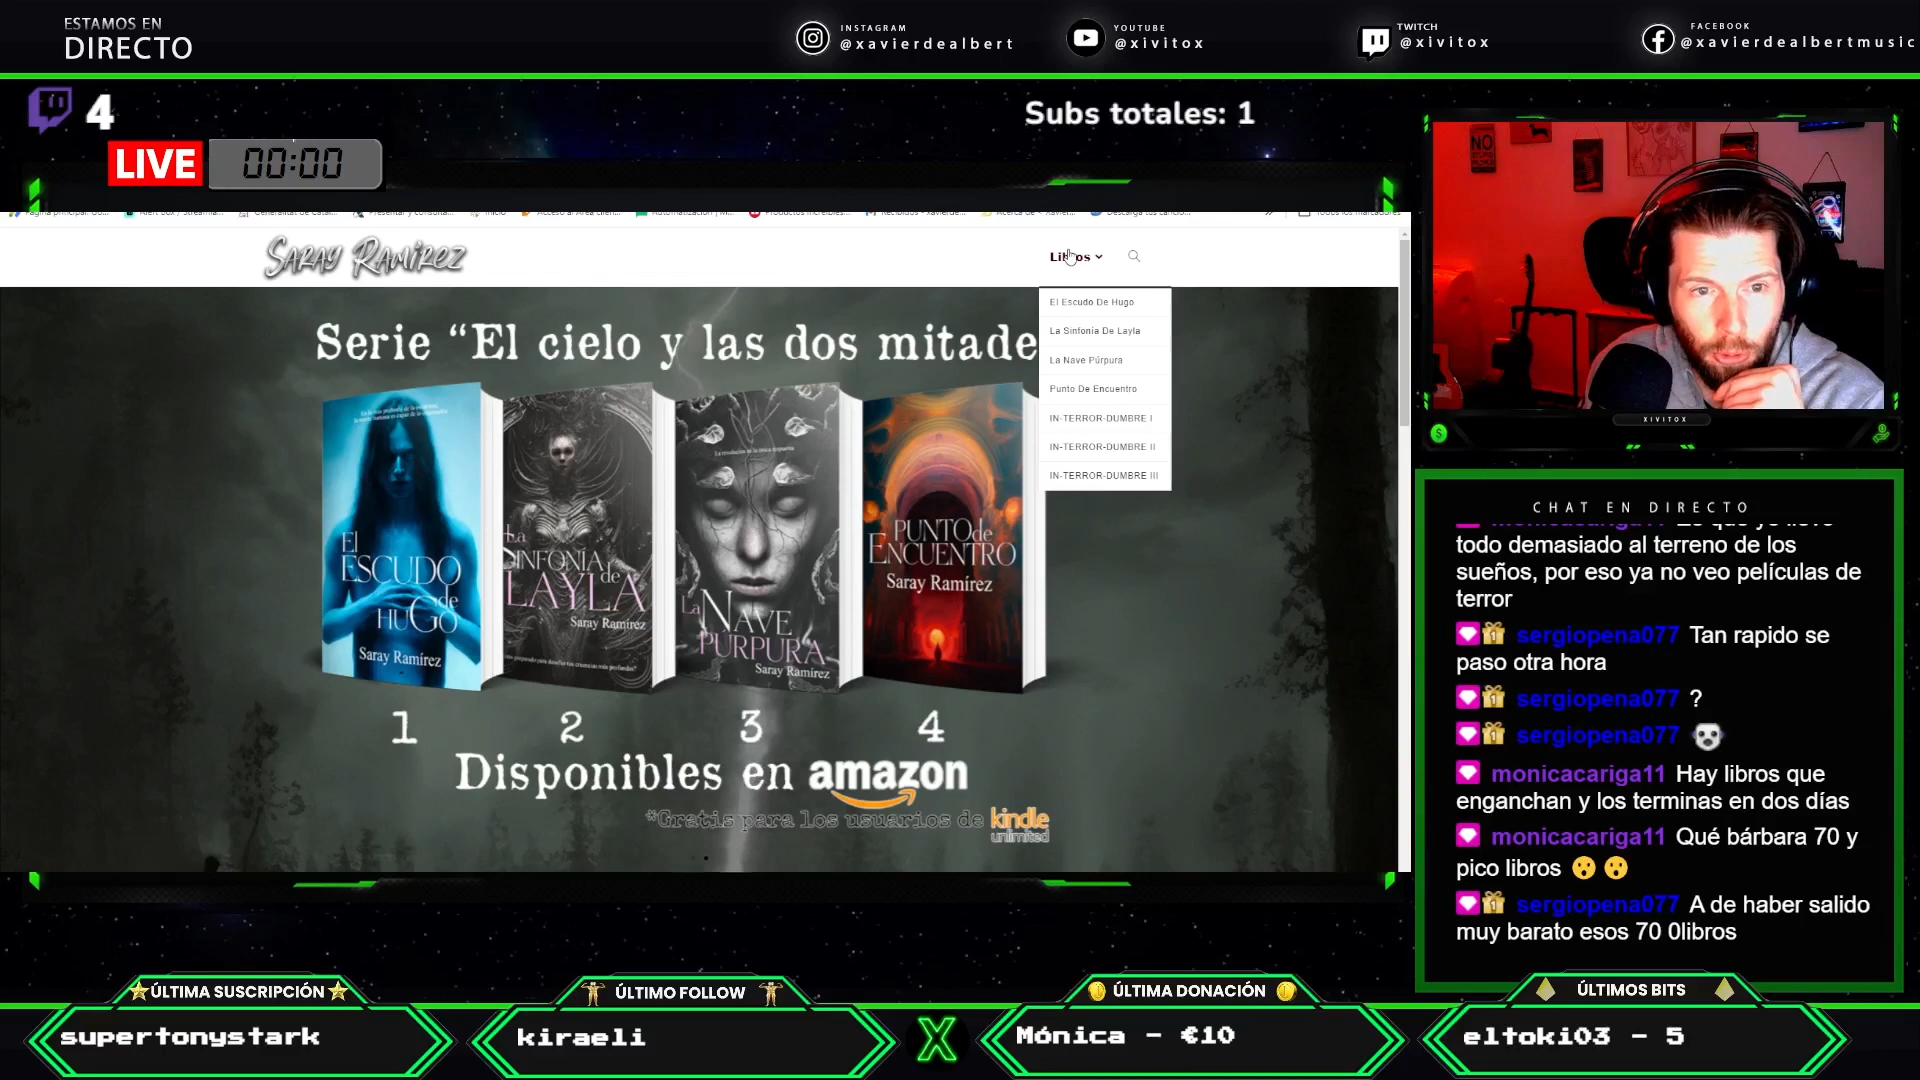 ESTAMOS EN
DIRECTO
INSTAGRAM
@xavierdealbert
YOUTUBE
@xivitox
TWITCH
@xivitox
FACEBOOK
@xavierdealbertmusic
4
Subs totales: 1
LIVE
00:00
NO
Saray Ramírez
Libros
El Escudo De Hugo
La Sinfonía De Layla
La Nave Púrpura
Punto De Encuentro
IN-TERROR-DUMBRE I
IN-TERROR-DUMBRE II
IN-TERROR-DUMBRE III
Serie “El cielo y las dos mitade
El
ESCUDO
de
HUGO
Saray Ramírez
La
SINFONÍA
de
LAYLA
Saray Ramírez
La
NAVE
PÚRPURA
Saray Ramírez
PUNTO de
ENCUENTRO
Saray Ramírez
1 2 3 4
Disponibles en amazon
*Gratis para los usuarios de kindle
unlimited
XIVITOX
CHAT EN DIRECTO
todo demasiado al terreno de los
sueños, por eso ya no veo películas de
terror
sergiopena077 Tan rapido se
paso otra hora
sergiopena077 ?
sergiopena077
monicacariga11 Hay libros que
enganchan y los terminas en dos días
monicacariga11 Qué bárbara 70 y
pico libros 😮 😮
sergiopena077 A de haber salido
muy barato esos 70 0libros
ÚLTIMA SUSCRIPCIÓN
supertonystark
ÚLTIMO FOLLOW
kiraeli
X
ÚLTIMA DONACIÓN
Mónica - €10
ÚLTIMOS BITS
eltoki03 - 5